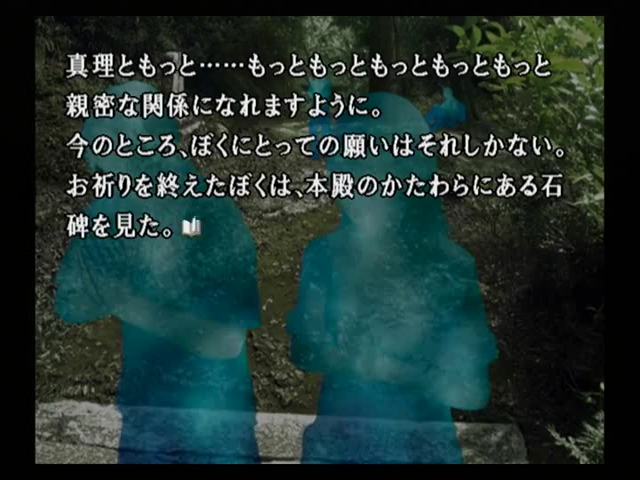 真理ともっと……もっともっともっともっともっと
親密な関係になれますように。
今のところ、ぼくにとっての願いはそれしかない。
お祈りを終えたぼくは、本殿のかたわらにある石
碑を見た。